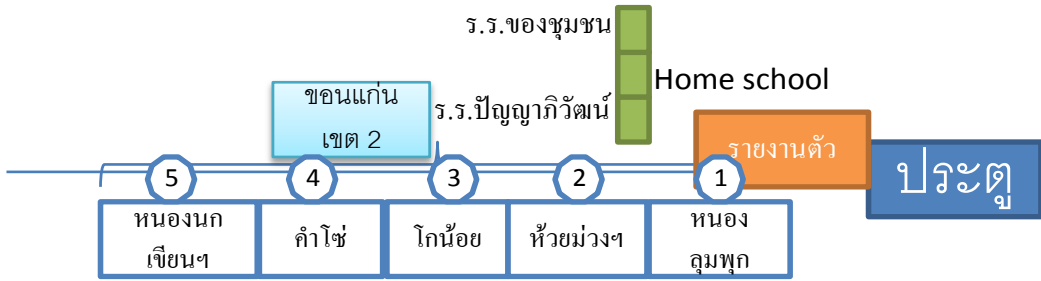 ร.ร.ของชุมชน
Home school
ขอนแก่น
เขต 2
ร.ร.ปัญญาภิวัฒน์
รายงานตัว
ประตู
5
4
3
2
1
หนองนก
เขียนฯ
คำโซ่
โกน้อย
ห้วยม่วงฯ
หนอง
ลุมพุก